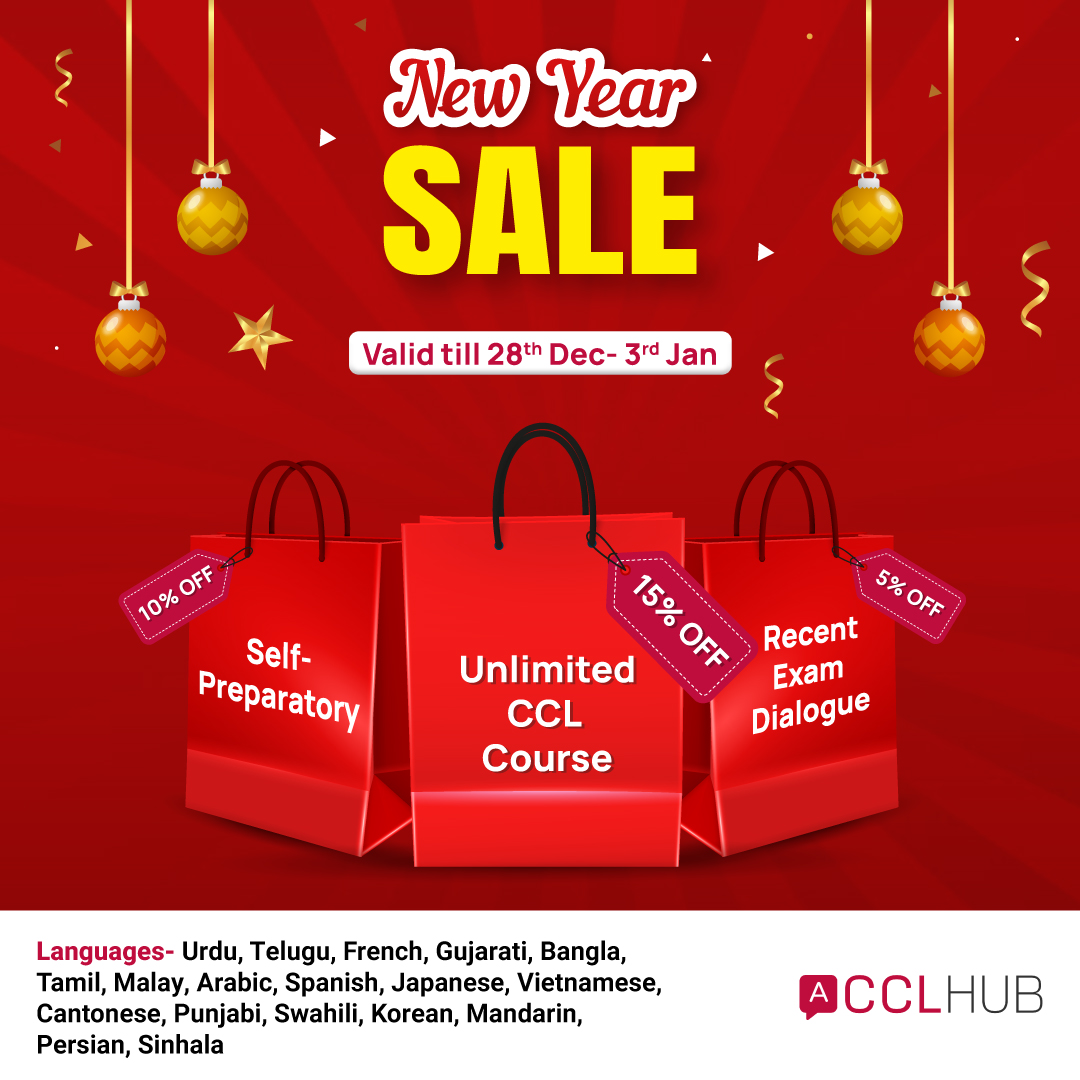 New Year
SALE
Valid till 28th Dec- 3rd Jan
10% OFF
Self-
Preparatory
15% OFF
Unlimited
CCL
Course
5% OFF
Recent
Exam
Dialogue
Languages- Urdu, Telugu, French, Gujarati, Bangla,
Tamil, Malay, Arabic, Spanish, Japanese, Vietnamese,
Cantonese, Punjabi, Swahili, Korean, Mandarin,
Persian, Sinhala
A CCLHUB